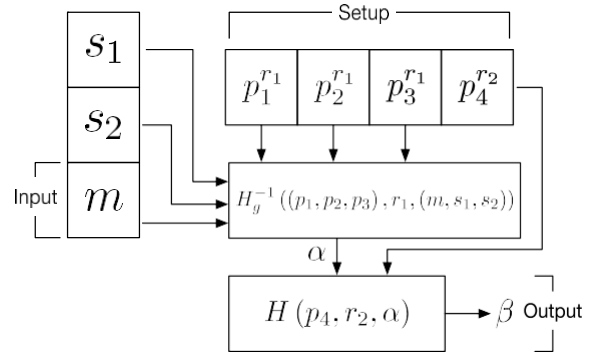 Setup
s_1
p_1^{r_1} p_2^{r_1} p_3^{r_1} p_4^{r_2}
s_2
Input
m
H_g^{-1} ((p_1, p_2, p_3), r_1, (m, s_1, s_2))
α
H (p_4, r_2, α)
β Output